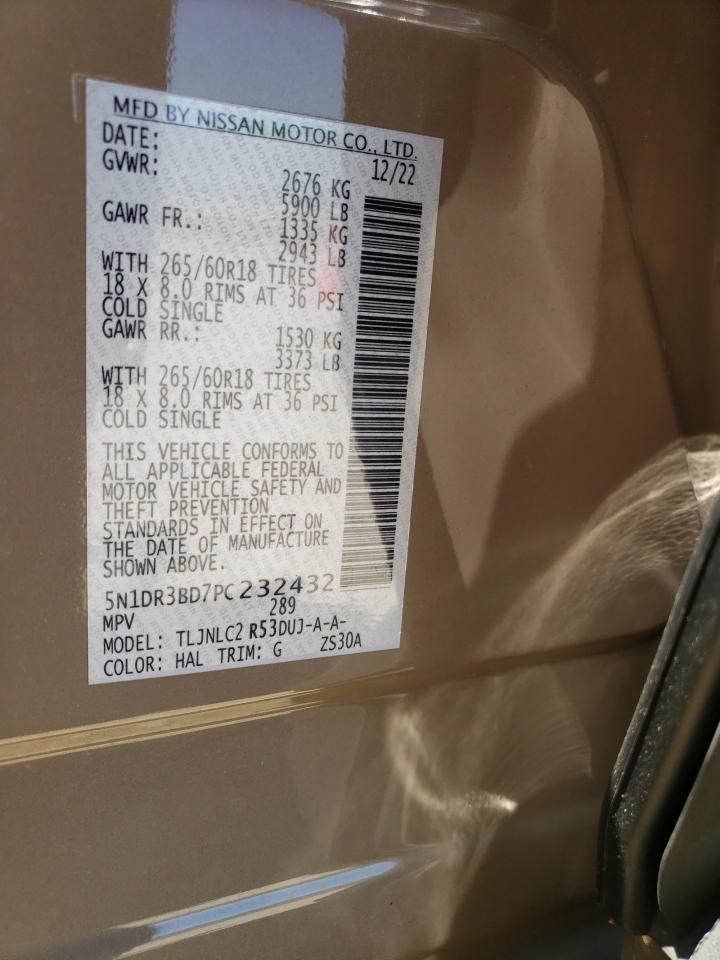 MFD BY NISSAN MOTOR CO., LTD.
DATE: 12/22
GVWR: 2676 KG
5900 LB
GAWR FR.: 1335 KG
2943 LB
WITH 265/60R18 TIRES
18 X 8.0 RIMS AT 36 PSI
COLD SINGLE
GAWR RR.: 1530 KG
3373 LB
WITH 265/60R18 TIRES
18 X 8.0 RIMS AT 36 PSI
COLD SINGLE
THIS VEHICLE CONFORMS TO
ALL APPLICABLE FEDERAL
MOTOR VEHICLE SAFETY AND
THEFT PREVENTION
STANDARDS IN EFFECT ON
THE DATE OF MANUFACTURE
SHOWN ABOVE.
5N1DR3BD7PC232432
MPV 289
MODEL: TLJNLC2 R53DUJ-A-A-
COLOR: HAL TRIM: G ZS30A